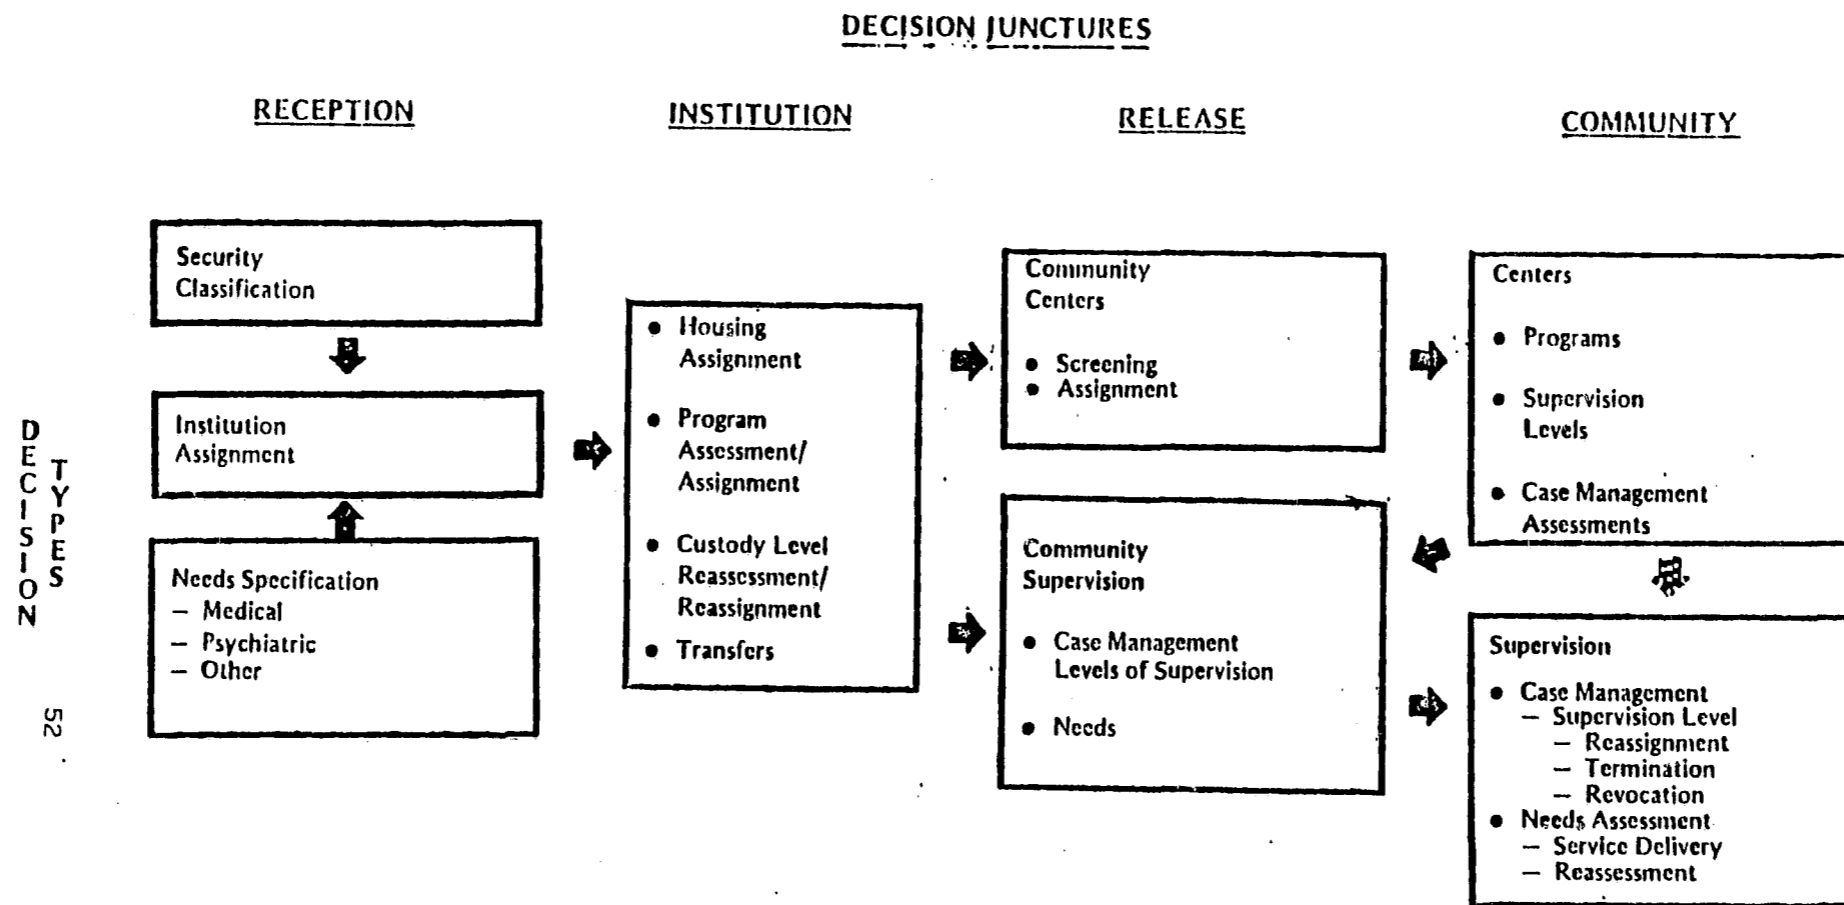 DECISION JUNCTURES
RECEPTION
INSTITUTION
RELEASE
COMMUNITY
DECISION
TYPES
52
Security
Classification
Institution
Assignment
Needs Specification
— Medical
— Psychiatric
— Other
● Housing
Assignment
● Program
Assessment/
Assignment
● Custody Level
Reassessment/
Reassignment
● Transfers
Community
Centers
● Screening
● Assignment
Community
Supervision
● Case Management
Levels of Supervision
● Needs
Centers
● Programs
● Supervision
Levels
● Case Management
Assessments
Supervision
● Case Management
— Supervision Level
— Reassignment
— Termination
— Revocation
● Needs Assessment
— Service Delivery
— Reassessment